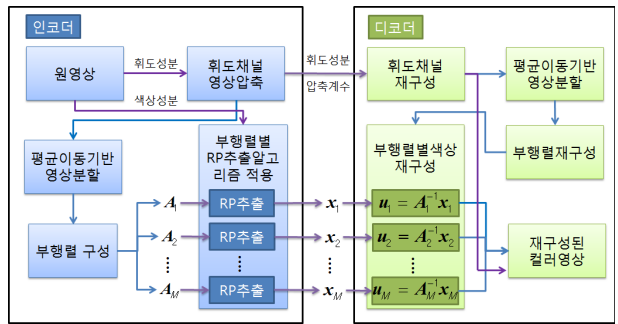 인코더
원영상
휘도성분
색상성분
휘도채널
영상압축
평균이동기반
영상분할
부행렬 구성
부행렬별
RP추출알고
리즘 적용
A1
RP추출
x1
A2
RP추출
x2
⋮
⋮
⋮
AM
RP추출
xM
휘도성분
압축계수
디코더
휘도채널
재구성
평균이동기반
영상분할
부행렬재구성
부행렬별색상
재구성
u1 = A1^-1 x1
u2 = A2^-1 x2
⋮
uM = AM^-1 xM
재구성된
컬러영상